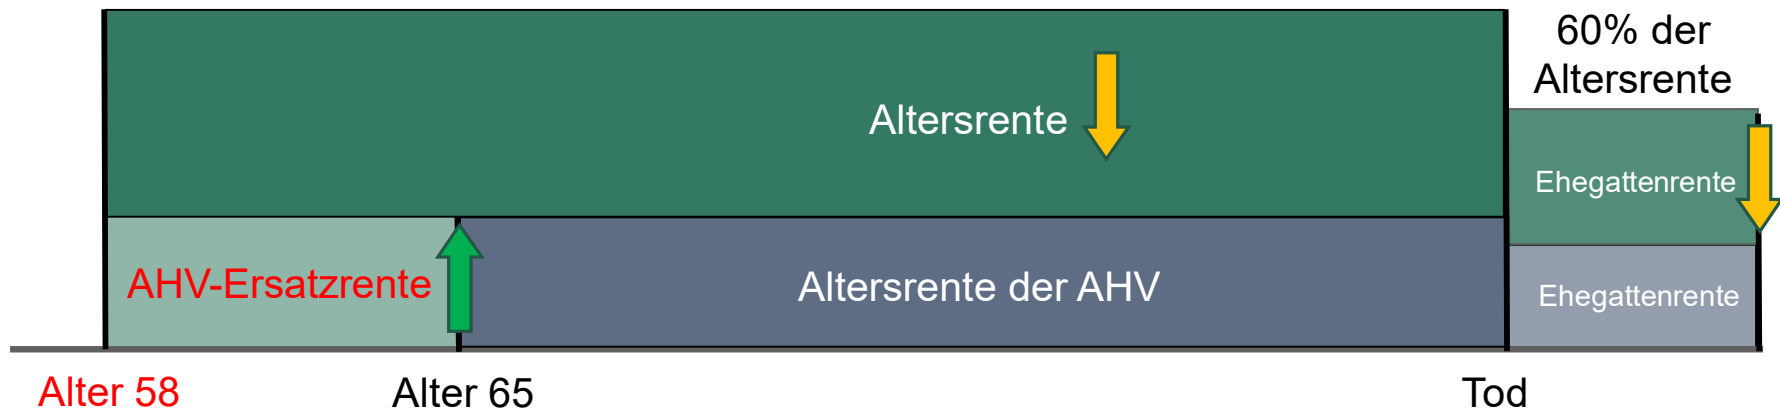 60% der
Altersrente
Altersrente
Ehegattenrente
AHV-Ersatzrente
Altersrente der AHV
Ehegattenrente
Alter 58
Alter 65
Tod